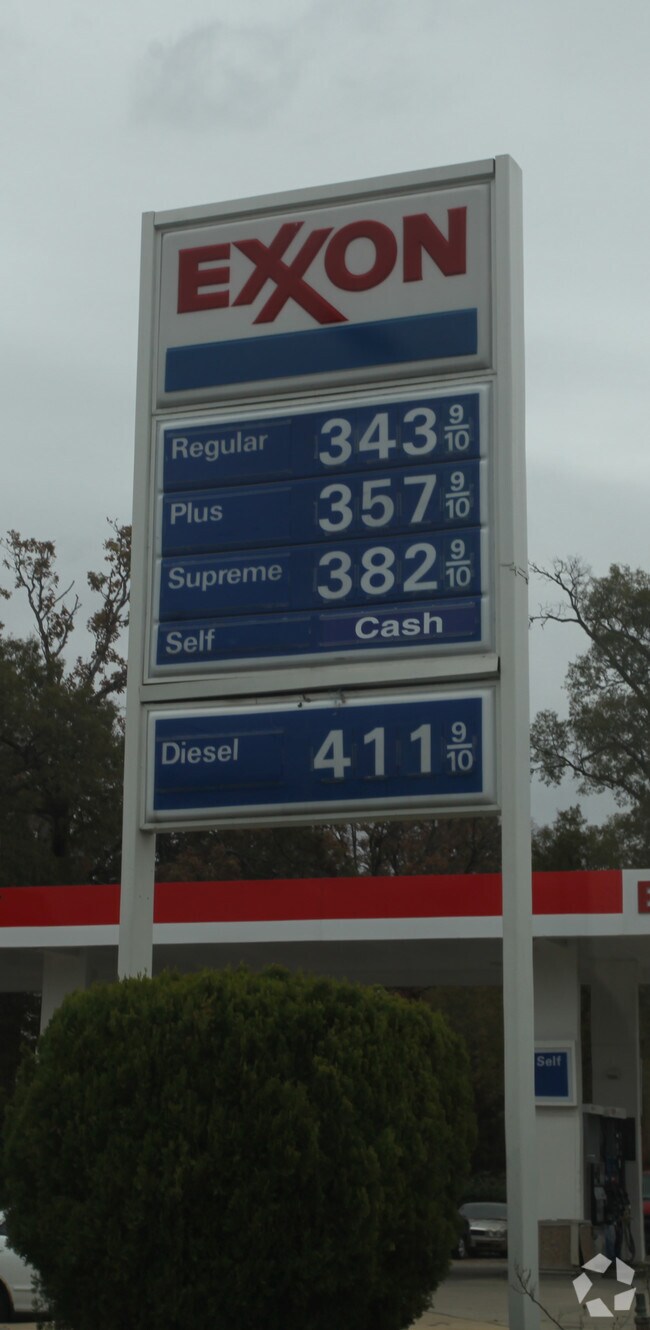 EXXON
Regular 343 9/10
Plus 357 9/10
Supreme 382 9/10
Self Cash
Diesel 411 9/10
Self